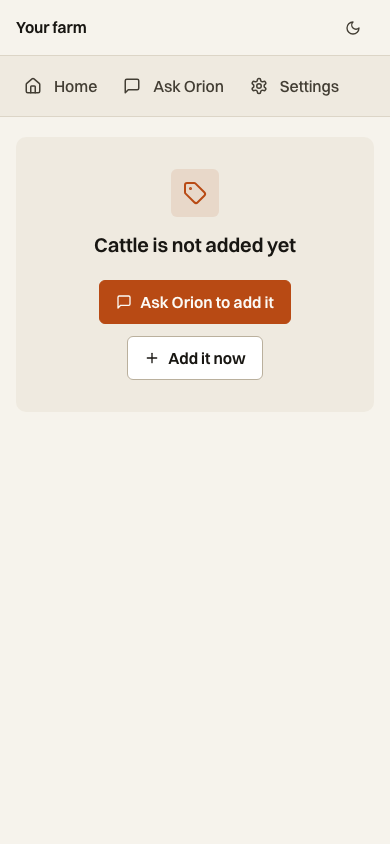 Your farm
Home
Ask Orion
Settings
Cattle is not added yet
Ask Orion to add it
Add it now